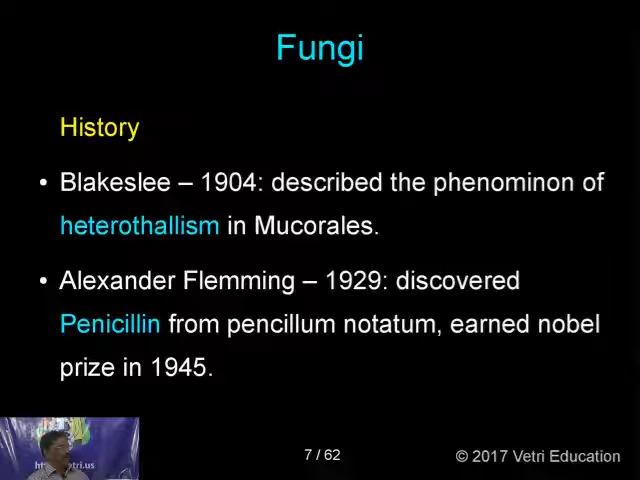 Fungi
History
• Blakeslee – 1904: described the phenominon of
heterothallism in Mucorales.
• Alexander Flemming – 1929: discovered
Penicillin from pencillum notatum, earned nobel
prize in 1945.
7 / 62
© 2017 Vetri Education